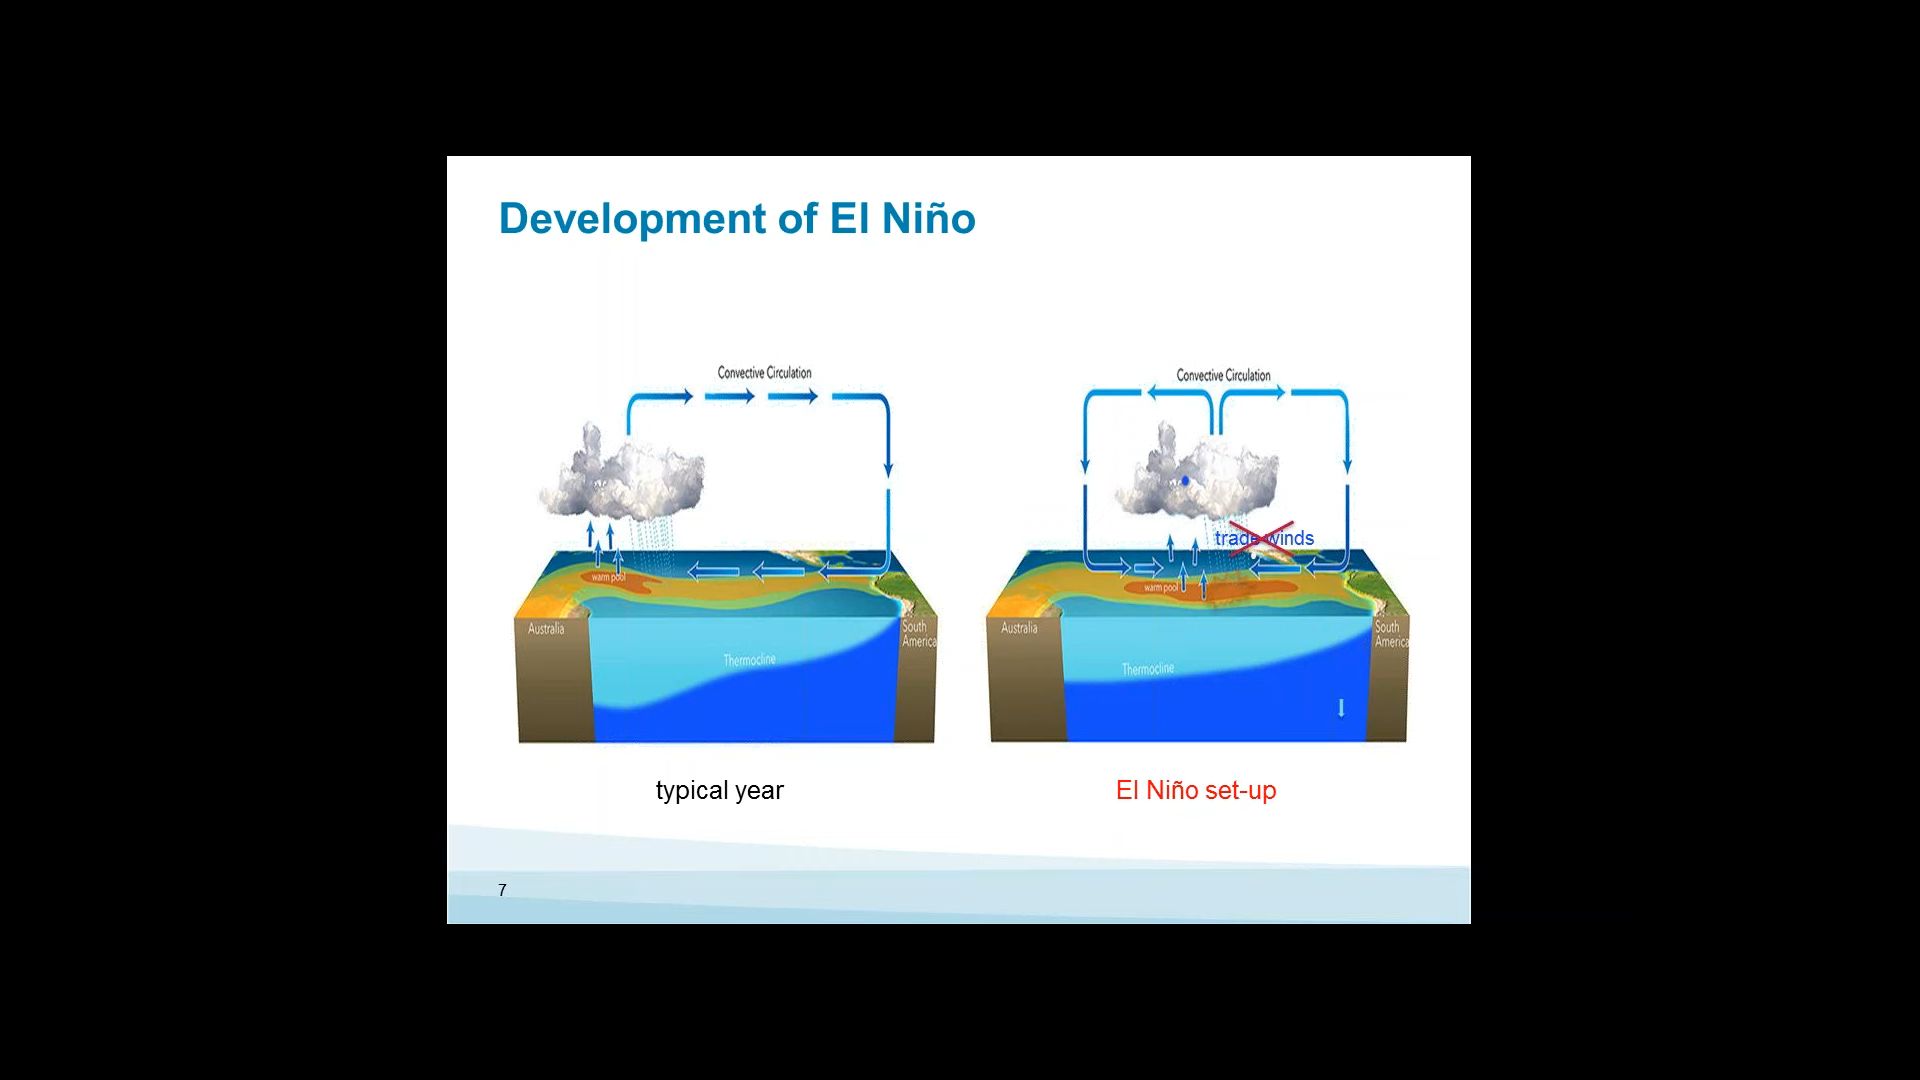 Development of El Niño
Convective Circulation
warm pool
Australia
South
America
Thermocline
typical year
Convective Circulation
trade winds
warm pool
Australia
South
America
Thermocline
El Niño set-up
7